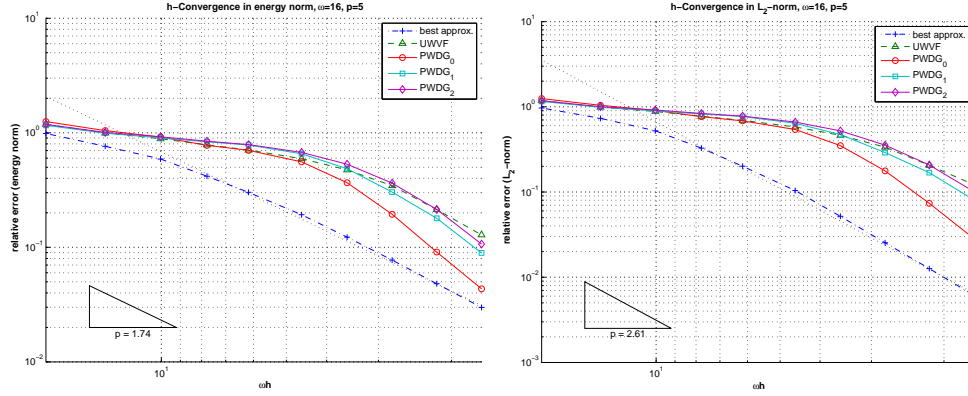 h-Convergence in energy norm, ω=16, p=5
10^1
10^0
10^-1
10^-2
relative error (energy norm)
best approx.
UWVF
PWDG_0
PWDG_1
PWDG_2
p = 1.74
10^1
ωh
h-Convergence in L_2-norm, ω=16, p=5
10^1
10^0
10^-1
10^-2
10^-3
relative error (L_2-norm)
best approx.
UWVF
PWDG_0
PWDG_1
PWDG_2
p = 2.61
10^1
ωh